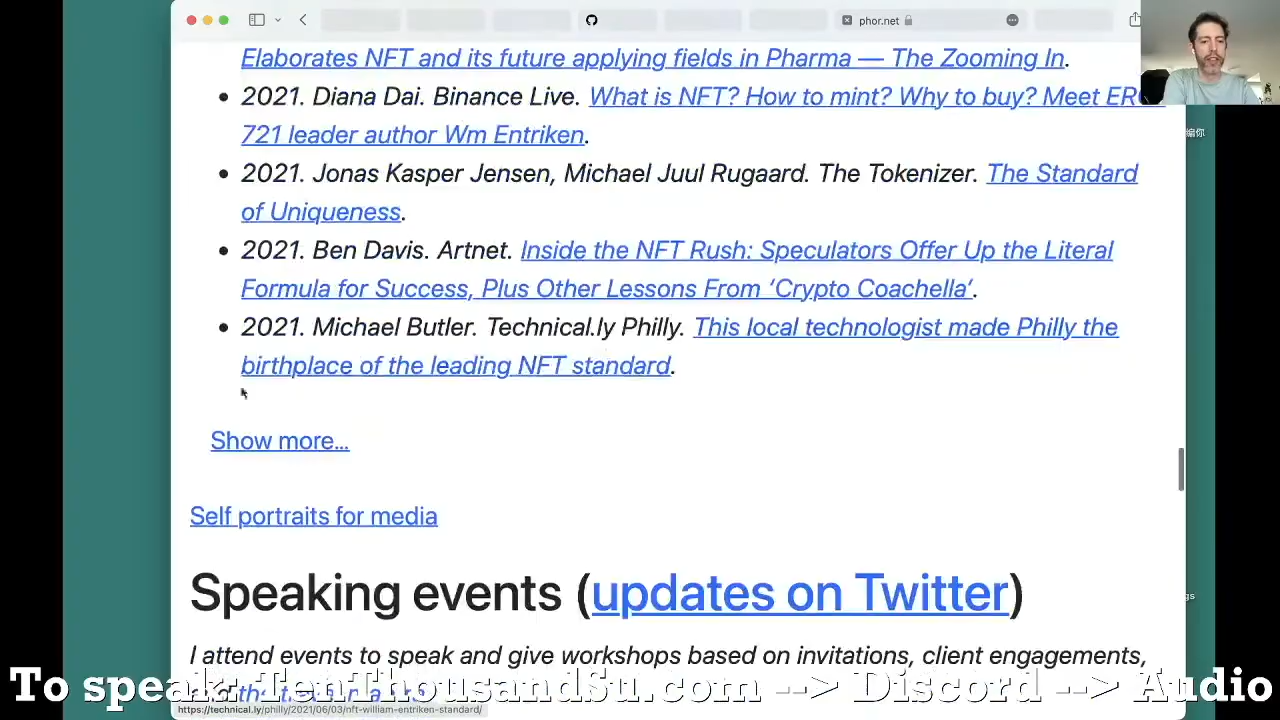 phor.net
Elaborates NFT and its future applying fields in Pharma — The Zooming In.
• 2021. Diana Dai. Binance Live. What is NFT? How to mint? Why to buy? Meet ERC-
721 leader author Wm Entriken.
• 2021. Jonas Kasper Jensen, Michael Juul Rugaard. The Tokenizer. The Standard
of Uniqueness.
• 2021. Ben Davis. Artnet. Inside the NFT Rush: Speculators Offer Up the Literal
Formula for Success, Plus Other Lessons From ‘Crypto Coachella’.
• 2021. Michael Butler. Technical.ly Philly. This local technologist made Philly the
birthplace of the leading NFT standard.
Show more...
Self portraits for media
Speaking events (updates on Twitter)
I attend events to speak and give workshops based on invitations, client engagements,
To speak: TenThousandSu.com --> Discord --> Audio
https://technical.ly/philly/2021/06/03/nft-william-entriken-standard/